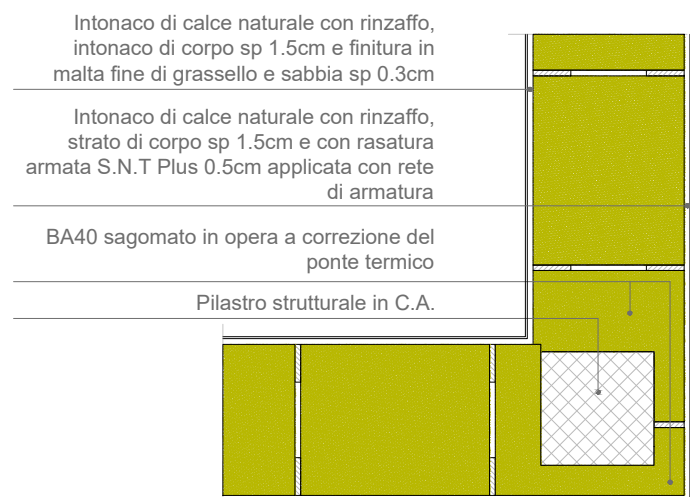 Intonaco di calce naturale con rinzaffo,
intonaco di corpo sp 1.5cm e finitura in
malta fine di grassello e sabbia sp 0.3cm
Intonaco di calce naturale con rinzaffo,
strato di corpo sp 1.5cm e con rasatura
armata S.N.T Plus 0.5cm applicata con rete
di armatura
BA40 sagomato in opera a correzione del
ponte termico
Pilastro strutturale in C.A.